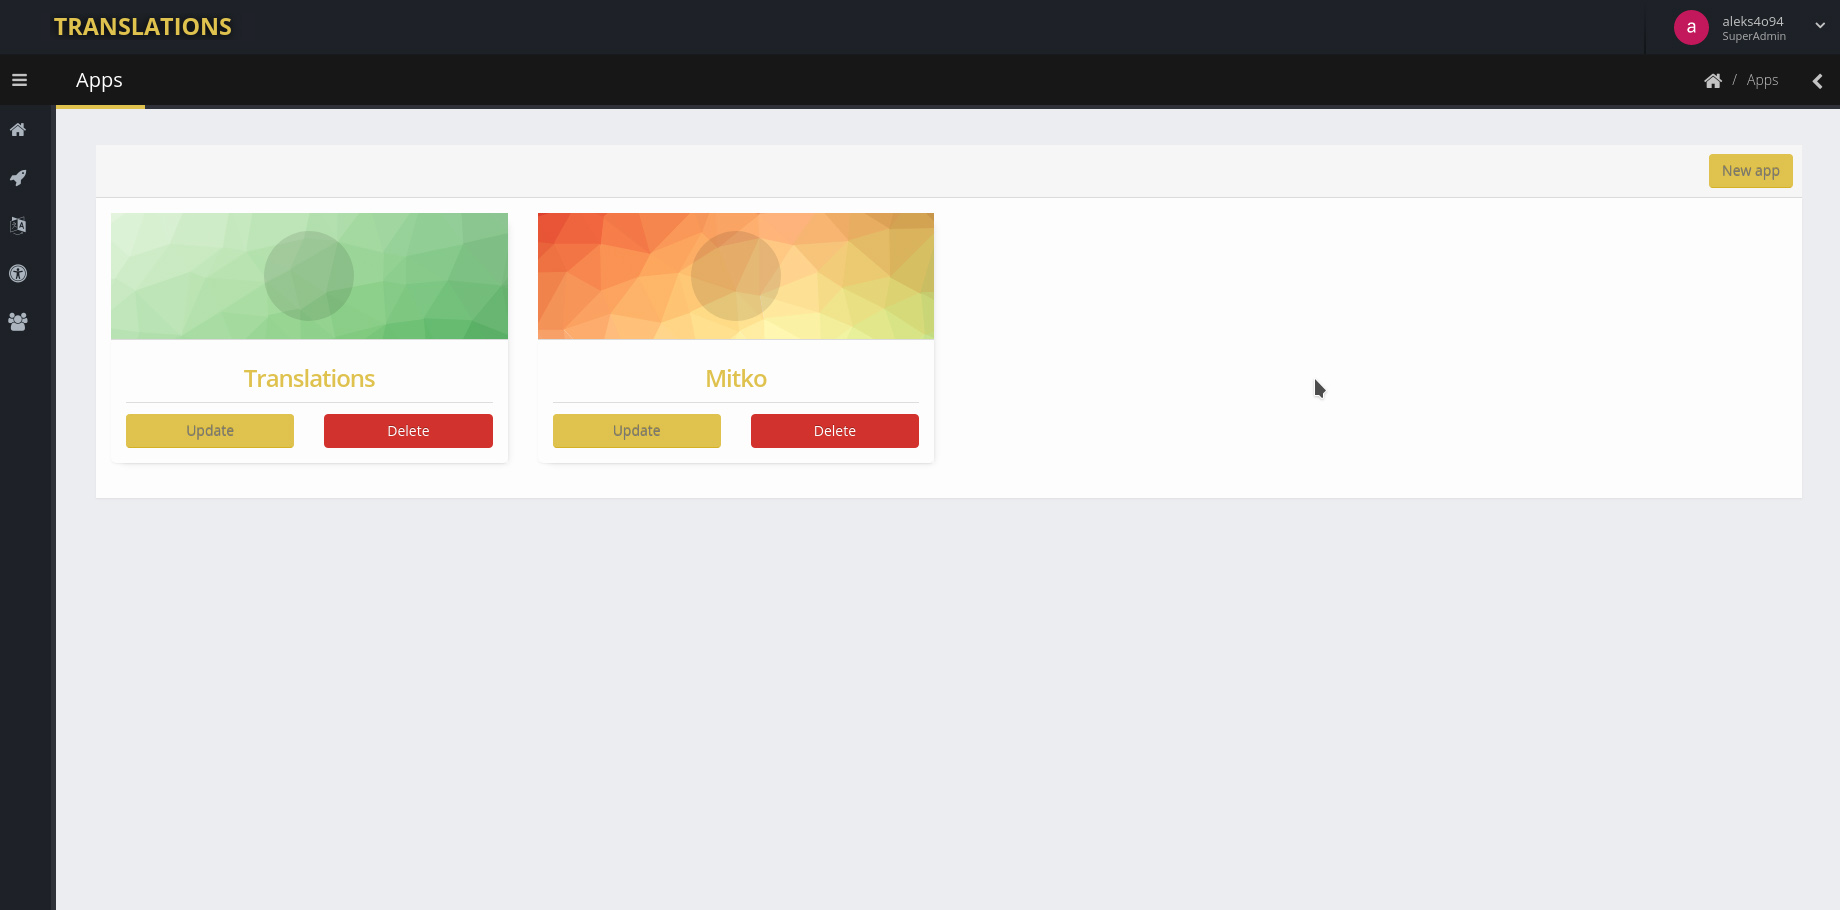 TRANSLATIONS
a
aleks4o94
SuperAdmin
Apps
/ Apps
New app
Translations
Mitko
Update
Delete
Update
Delete